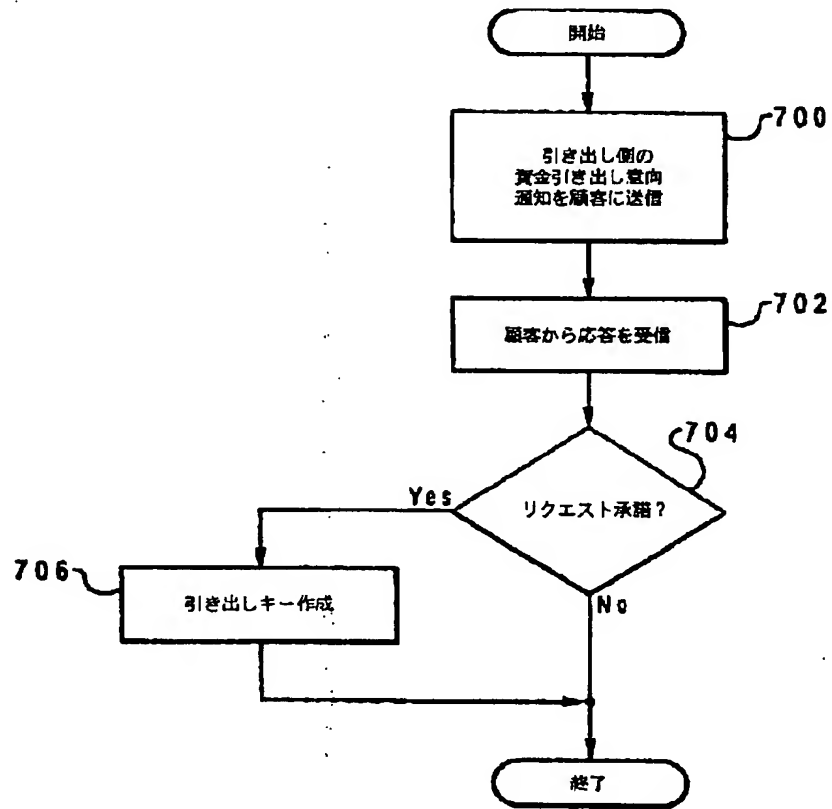 開始
700
引き出し側の
資金引き出し意向
通知を顧客に送信
702
顧客から応答を受信
704
リクエスト承諾？
Yes
706
引き出しキー作成
No
終了